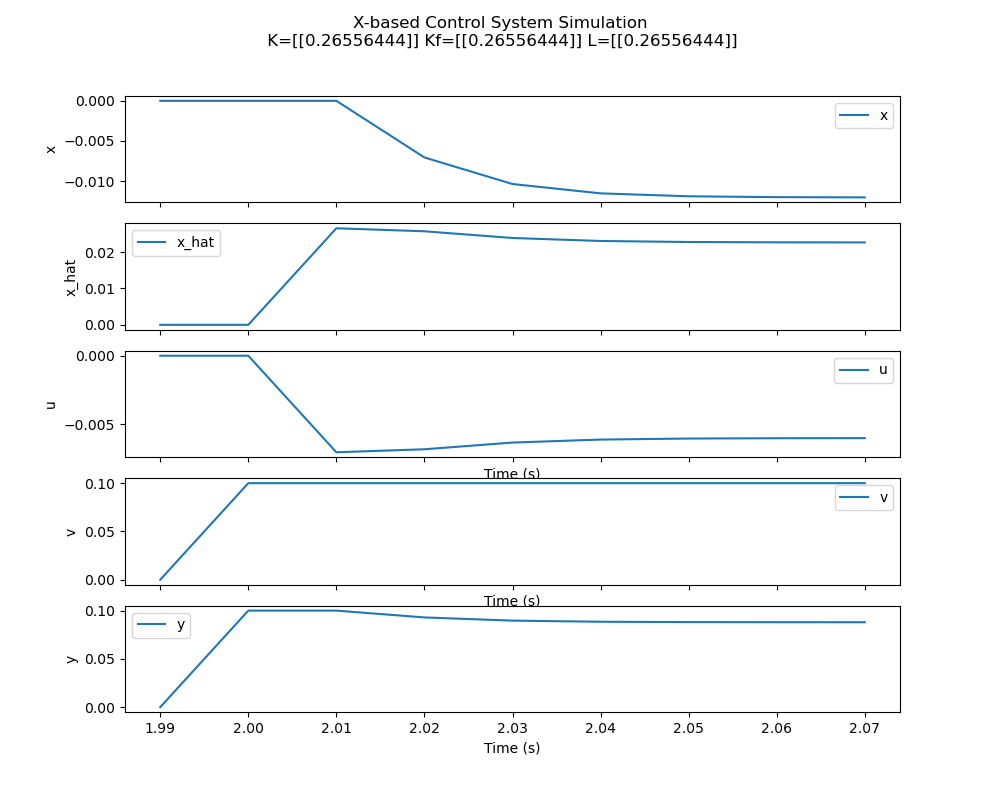 X-based Control System Simulation
K=[[0.26556444]] Kf=[[0.26556444]] L=[[0.26556444]]
0.000
−0.005
−0.010
x
x
0.02
0.01
0.00
x_hat
x_hat
0.000
−0.005
u
u
Time (s)
0.10
0.05
0.00
v
v
Time (s)
0.10
0.05
0.00
y
y
1.99 2.00 2.01 2.02 2.03 2.04 2.05 2.06 2.07
Time (s)